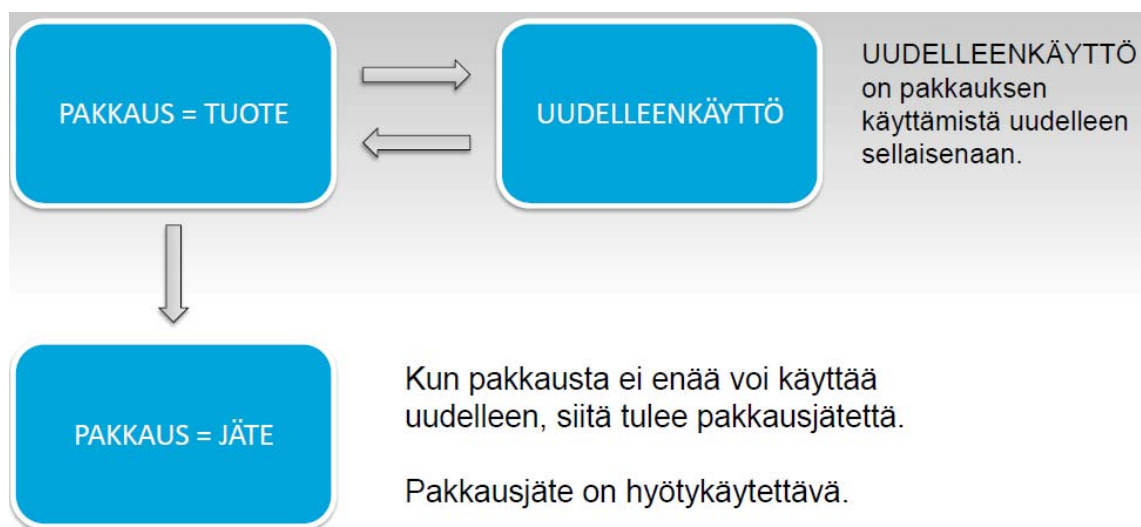 PAKKAUS = TUOTE
UUDELLEENKÄYTTÖ
UUDELLEENKÄYTTÖ
on pakkauksen
käyttämistä uudelleen
sellaisenaan.
PAKKAUS = JÄTE
Kun pakkausta ei enää voi käyttää
uudelleen, siitä tulee pakkausjätettä.
Pakkausjäte on hyötykäytettävä.